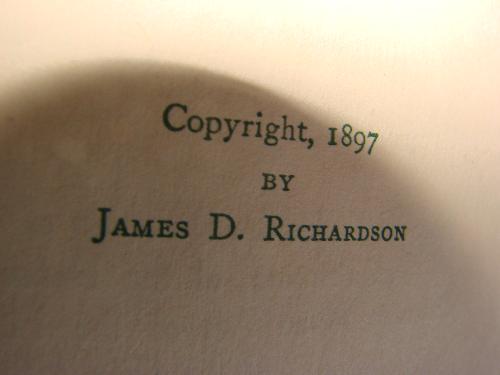 Copyright, 1897
BY
JAMES D. RICHARDSON